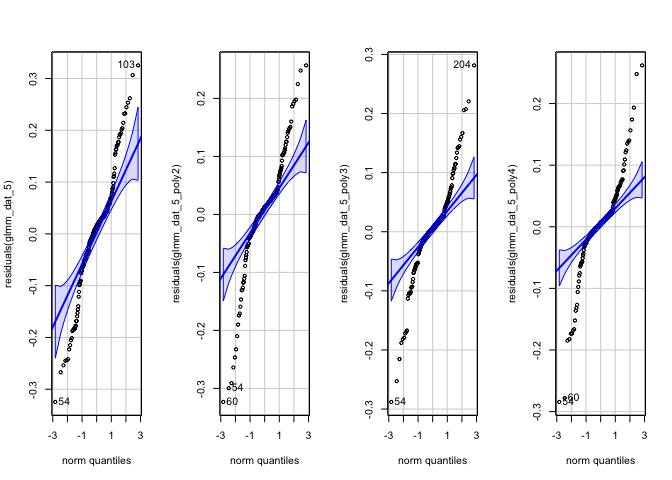 residuals(glmm_dat_5)
0.3
0.2
0.1
0.0
-0.1
-0.2
-0.3
103
54
-3 -1 1 3
norm quantiles
residuals(glmm_dat_5_poly2)
0.2
0.1
0.0
-0.1
-0.2
-0.3
54
60
-3 -1 1 3
norm quantiles
residuals(glmm_dat_5_poly3)
0.3
0.2
0.1
0.0
-0.1
-0.2
-0.3
204
54
-3 -1 1 3
norm quantiles
residuals(glmm_dat_5_poly4)
0.2
0.1
0.0
-0.1
-0.2
-0.3
60
54
-3 -1 1 3
norm quantiles